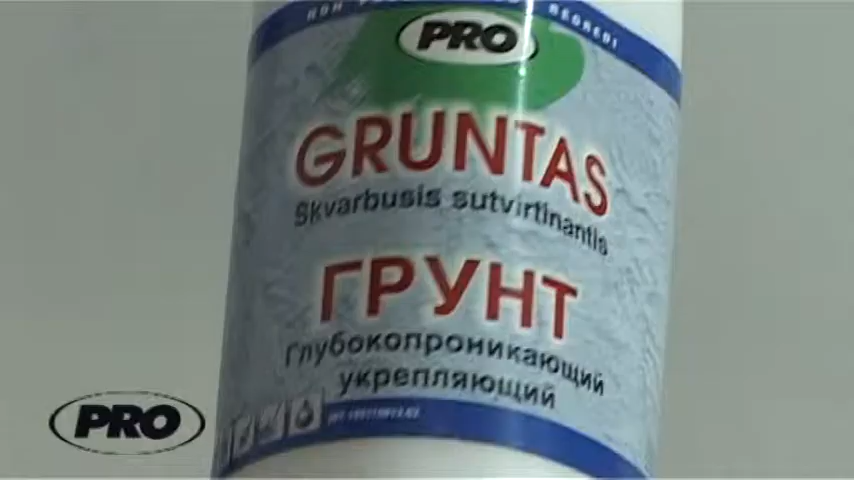 PRO
GRUNTAS
Skvarbusis sutvirtinantis
ГРУНТ
Глубокопроникающий
укрепляющий
PRO